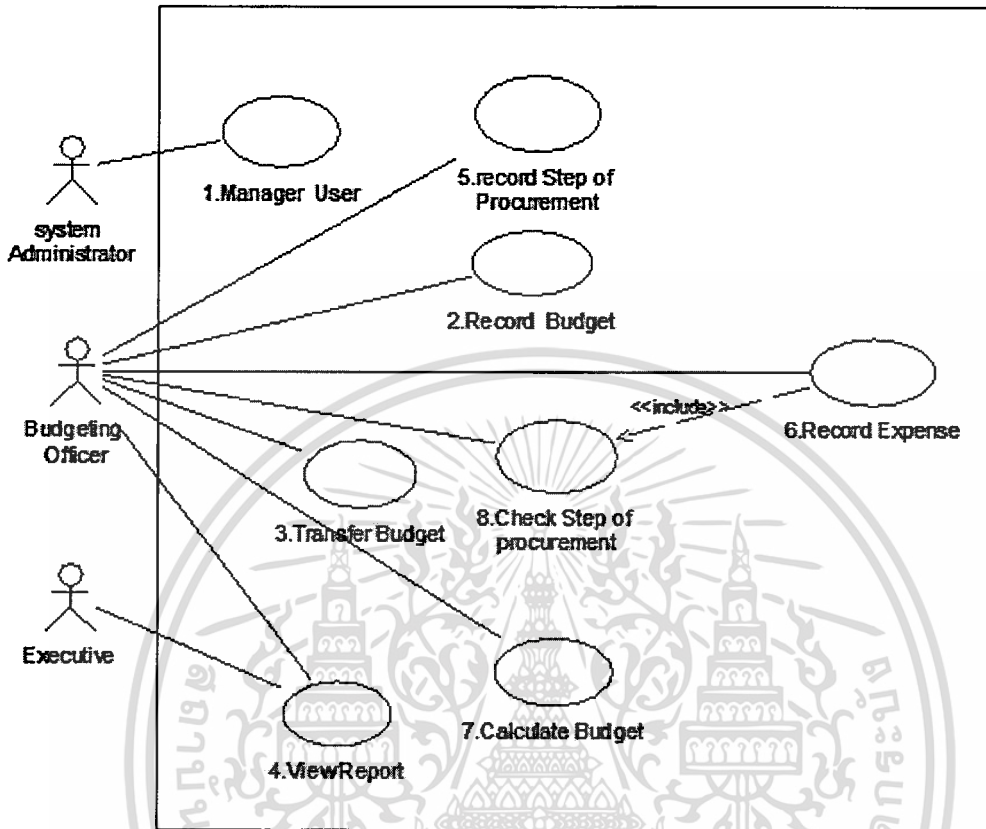 1.Manager User
5.record Step of
Procurement
system
Administrator
2.Record Budget
<<include>>
6.Record Expense
Budgeting
Officer
3.Transfer Budget
8.Check Step of
procurement
Executive
7.Calculate Budget
4.ViewReport